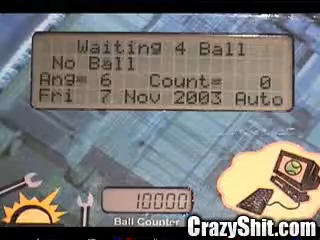 Waiting 4 Ball
No Ball
Ang= 6 Count= 0
Fri 7 Nov 2003 Auto
10000
Ball Counter
CrazyShit.com